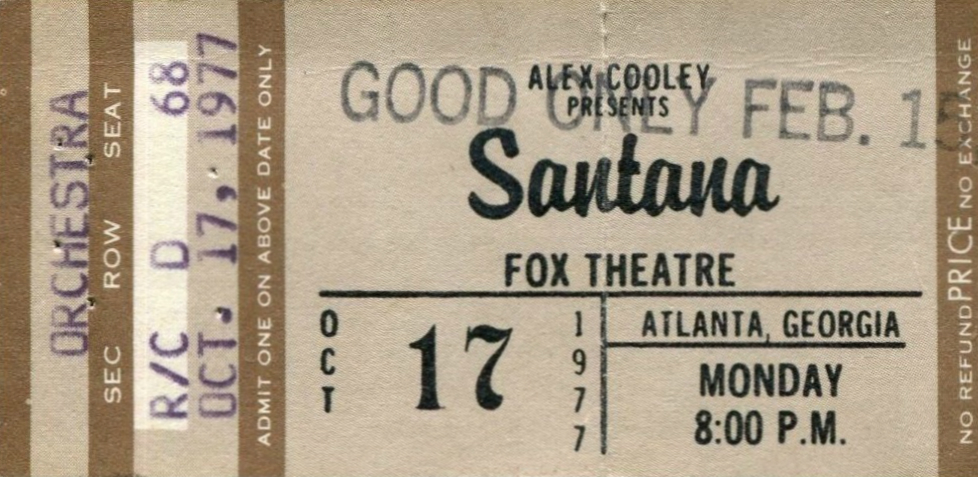 ORCHESTRA
SEC ROW SEAT
R/C D 68
OCT. 17, 1977
ADMIT ONE ON ABOVE DATE ONLY
GOOD ONLY FEB. 15
ALEX COOLEY
PRESENTS
Santana
FOX THEATRE
OCT
17
1977
ATLANTA, GEORGIA
MONDAY
8:00 P.M.
NO REFUND PRICE NO EXCHANGE